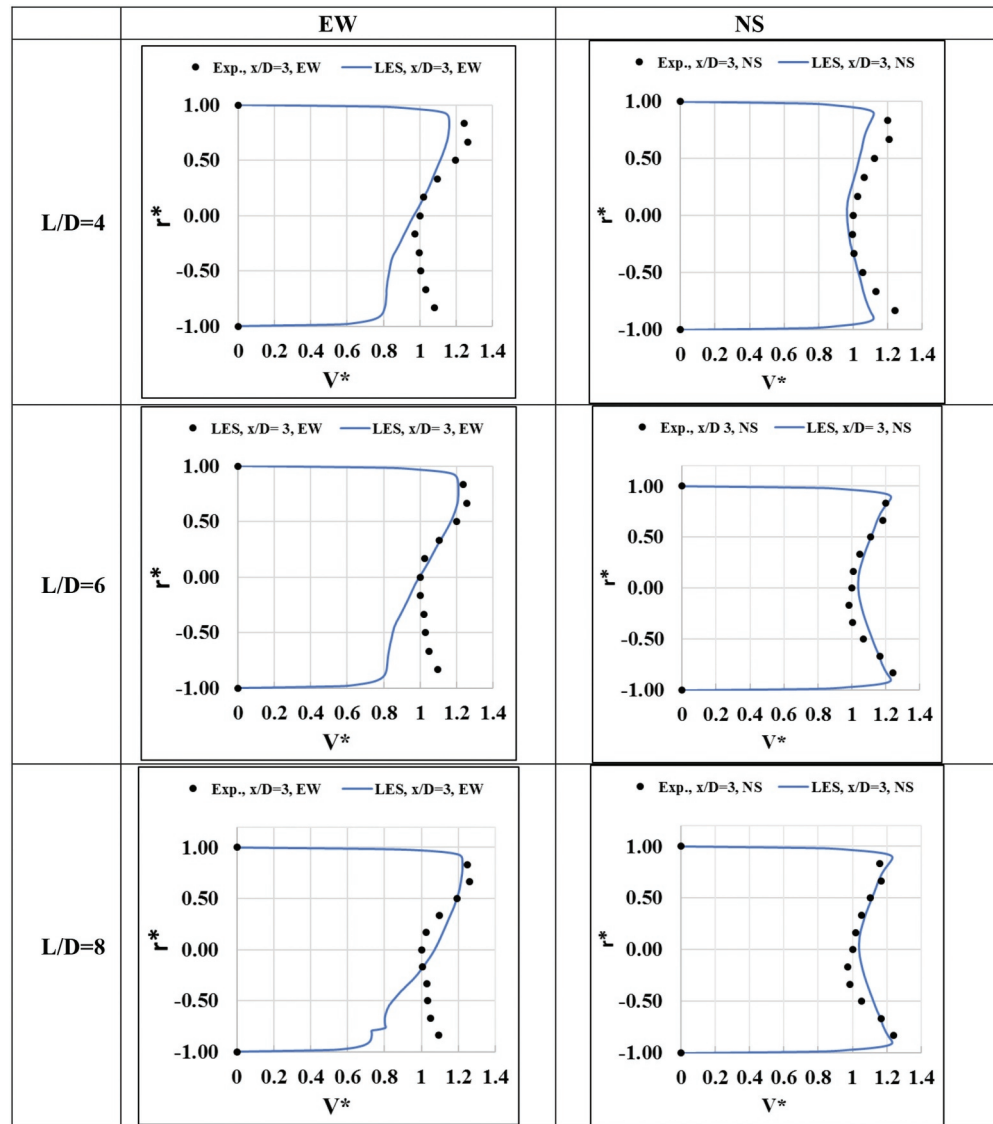 EW NS
L/D=4
Exp., x/D=3, EW LES, x/D=3, EW
1.00
0.50
0.00
-0.50
-1.00
r*
0 0.2 0.4 0.6 0.8 1 1.2 1.4
V*
Exp., x/D=3, NS LES, x/D=3, NS
1.00
0.50
0.00
-0.50
-1.00
r*
0 0.2 0.4 0.6 0.8 1 1.2 1.4
V*
L/D=6
LES, x/D= 3, EW LES, x/D= 3, EW
1.00
0.50
0.00
-0.50
-1.00
r*
0 0.2 0.4 0.6 0.8 1 1.2 1.4
V*
Exp., x/D 3, NS LES, x/D= 3, NS
1.00
0.50
0.00
-0.50
-1.00
r*
0 0.2 0.4 0.6 0.8 1 1.2 1.4
V*
L/D=8
Exp., x/D=3, EW LES, x/D=3, EW
1.00
0.50
0.00
-0.50
-1.00
r*
0 0.2 0.4 0.6 0.8 1 1.2 1.4
V*
Exp., x/D=3, NS LES, x/D=3, NS
1.00
0.50
0.00
-0.50
-1.00
r*
0 0.2 0.4 0.6 0.8 1 1.2 1.4
V*